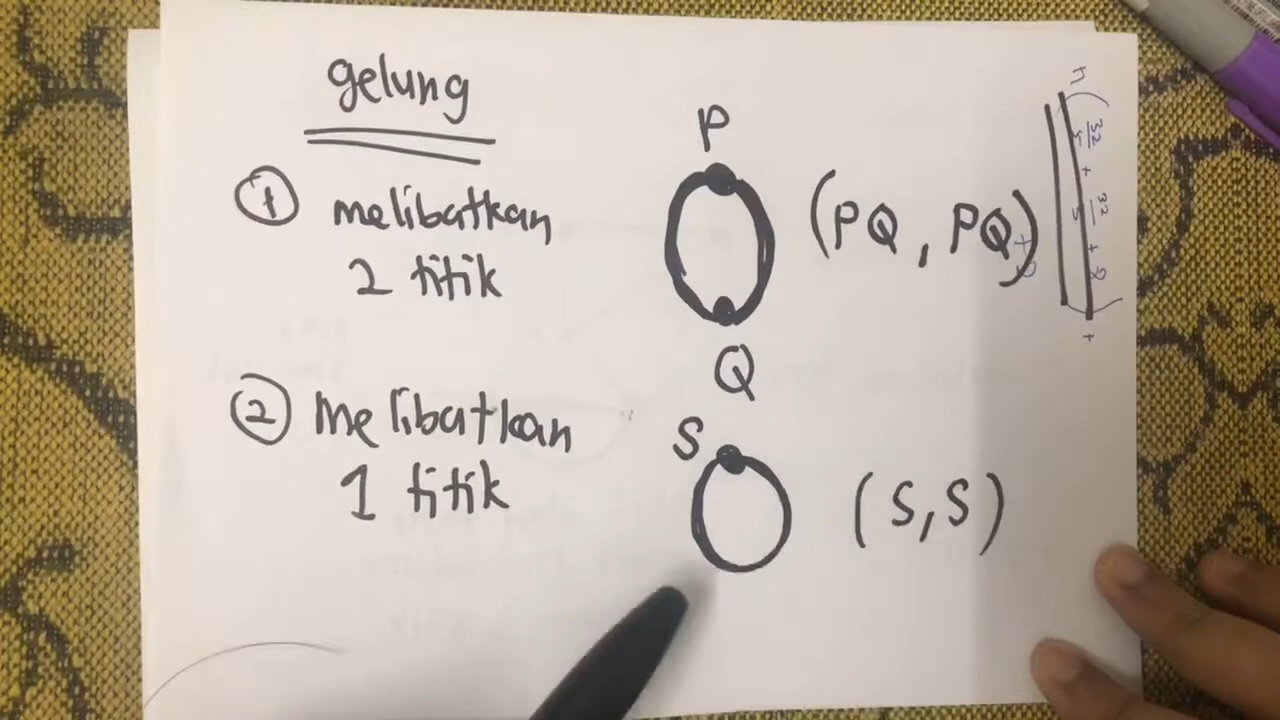 gelung
1 melibatkan
2 titik
P
(PQ, PQ)
Q
2 melibatkan
1 titik
S
(S,S)